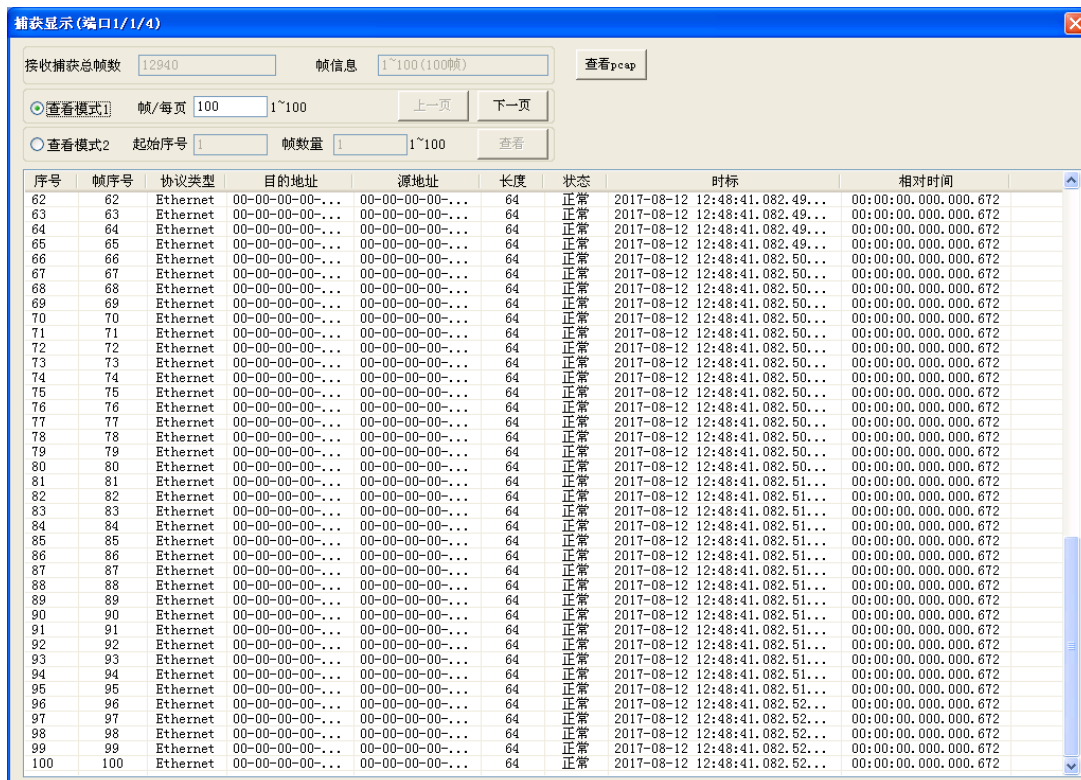 捕获显示(端口1/1/4)
接收捕获总帧数 12940 帧信息 1~100(100帧) 查看pcap
查看模式1 帧/每页 100 1~100 上一页 下一页
查看模式2 起始序号 1 帧数量 1 1~100 查看
序号 帧序号 协议类型 目的地址 源地址 长度 状态 时标 相对时间
62 62 Ethernet 00-00-00-00-... 00-00-00-00-... 64 正常 2017-08-12 12:48:41.082.49... 00:00:00.000.000.672
63 63 Ethernet 00-00-00-00-... 00-00-00-00-... 64 正常 2017-08-12 12:48:41.082.49... 00:00:00.000.000.672
64 64 Ethernet 00-00-00-00-... 00-00-00-00-... 64 正常 2017-08-12 12:48:41.082.49... 00:00:00.000.000.672
65 65 Ethernet 00-00-00-00-... 00-00-00-00-... 64 正常 2017-08-12 12:48:41.082.49... 00:00:00.000.000.672
66 66 Ethernet 00-00-00-00-... 00-00-00-00-... 64 正常 2017-08-12 12:48:41.082.50... 00:00:00.000.000.672
67 67 Ethernet 00-00-00-00-... 00-00-00-00-... 64 正常 2017-08-12 12:48:41.082.50... 00:00:00.000.000.672
68 68 Ethernet 00-00-00-00-... 00-00-00-00-... 64 正常 2017-08-12 12:48:41.082.50... 00:00:00.000.000.672
69 69 Ethernet 00-00-00-00-... 00-00-00-00-... 64 正常 2017-08-12 12:48:41.082.50... 00:00:00.000.000.672
70 70 Ethernet 00-00-00-00-... 00-00-00-00-... 64 正常 2017-08-12 12:48:41.082.50... 00:00:00.000.000.672
71 71 Ethernet 00-00-00-00-... 00-00-00-00-... 64 正常 2017-08-12 12:48:41.082.50... 00:00:00.000.000.672
72 72 Ethernet 00-00-00-00-... 00-00-00-00-... 64 正常 2017-08-12 12:48:41.082.50... 00:00:00.000.000.672
73 73 Ethernet 00-00-00-00-... 00-00-00-00-... 64 正常 2017-08-12 12:48:41.082.50... 00:00:00.000.000.672
74 74 Ethernet 00-00-00-00-... 00-00-00-00-... 64 正常 2017-08-12 12:48:41.082.50... 00:00:00.000.000.672
75 75 Ethernet 00-00-00-00-... 00-00-00-00-... 64 正常 2017-08-12 12:48:41.082.50... 00:00:00.000.000.672
76 76 Ethernet 00-00-00-00-... 00-00-00-00-... 64 正常 2017-08-12 12:48:41.082.50... 00:00:00.000.000.672
77 77 Ethernet 00-00-00-00-... 00-00-00-00-... 64 正常 2017-08-12 12:48:41.082.50... 00:00:00.000.000.672
78 78 Ethernet 00-00-00-00-... 00-00-00-00-... 64 正常 2017-08-12 12:48:41.082.50... 00:00:00.000.000.672
79 79 Ethernet 00-00-00-00-... 00-00-00-00-... 64 正常 2017-08-12 12:48:41.082.50... 00:00:00.000.000.672
80 80 Ethernet 00-00-00-00-... 00-00-00-00-... 64 正常 2017-08-12 12:48:41.082.50... 00:00:00.000.000.672
81 81 Ethernet 00-00-00-00-... 00-00-00-00-... 64 正常 2017-08-12 12:48:41.082.51... 00:00:00.000.000.672
82 82 Ethernet 00-00-00-00-... 00-00-00-00-... 64 正常 2017-08-12 12:48:41.082.51... 00:00:00.000.000.672
83 83 Ethernet 00-00-00-00-... 00-00-00-00-... 64 正常 2017-08-12 12:48:41.082.51... 00:00:00.000.000.672
84 84 Ethernet 00-00-00-00-... 00-00-00-00-... 64 正常 2017-08-12 12:48:41.082.51... 00:00:00.000.000.672
85 85 Ethernet 00-00-00-00-... 00-00-00-00-... 64 正常 2017-08-12 12:48:41.082.51... 00:00:00.000.000.672
86 86 Ethernet 00-00-00-00-... 00-00-00-00-... 64 正常 2017-08-12 12:48:41.082.51... 00:00:00.000.000.672
87 87 Ethernet 00-00-00-00-... 00-00-00-00-... 64 正常 2017-08-12 12:48:41.082.51... 00:00:00.000.000.672
88 88 Ethernet 00-00-00-00-... 00-00-00-00-... 64 正常 2017-08-12 12:48:41.082.51... 00:00:00.000.000.672
89 89 Ethernet 00-00-00-00-... 00-00-00-00-... 64 正常 2017-08-12 12:48:41.082.51... 00:00:00.000.000.672
90 90 Ethernet 00-00-00-00-... 00-00-00-00-... 64 正常 2017-08-12 12:48:41.082.51... 00:00:00.000.000.672
91 91 Ethernet 00-00-00-00-... 00-00-00-00-... 64 正常 2017-08-12 12:48:41.082.51... 00:00:00.000.000.672
92 92 Ethernet 00-00-00-00-... 00-00-00-00-... 64 正常 2017-08-12 12:48:41.082.51... 00:00:00.000.000.672
93 93 Ethernet 00-00-00-00-... 00-00-00-00-... 64 正常 2017-08-12 12:48:41.082.51... 00:00:00.000.000.672
94 94 Ethernet 00-00-00-00-... 00-00-00-00-... 64 正常 2017-08-12 12:48:41.082.51... 00:00:00.000.000.672
95 95 Ethernet 00-00-00-00-... 00-00-00-00-... 64 正常 2017-08-12 12:48:41.082.51... 00:00:00.000.000.672
96 96 Ethernet 00-00-00-00-... 00-00-00-00-... 64 正常 2017-08-12 12:48:41.082.52... 00:00:00.000.000.672
97 97 Ethernet 00-00-00-00-... 00-00-00-00-... 64 正常 2017-08-12 12:48:41.082.52... 00:00:00.000.000.672
98 98 Ethernet 00-00-00-00-... 00-00-00-00-... 64 正常 2017-08-12 12:48:41.082.52... 00:00:00.000.000.672
99 99 Ethernet 00-00-00-00-... 00-00-00-00-... 64 正常 2017-08-12 12:48:41.082.52... 00:00:00.000.000.672
100 100 Ethernet 00-00-00-00-... 00-00-00-00-... 64 正常 2017-08-12 12:48:41.082.52... 00:00:00.000.000.672